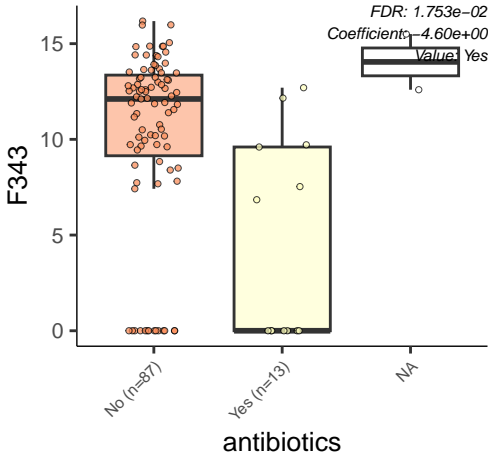 FDR: 1.753e−02
Coefficient: −4.60e+00
Value: Yes
15
10
5
0
F343
No (n=87)
Yes (n=13)
NA
antibiotics